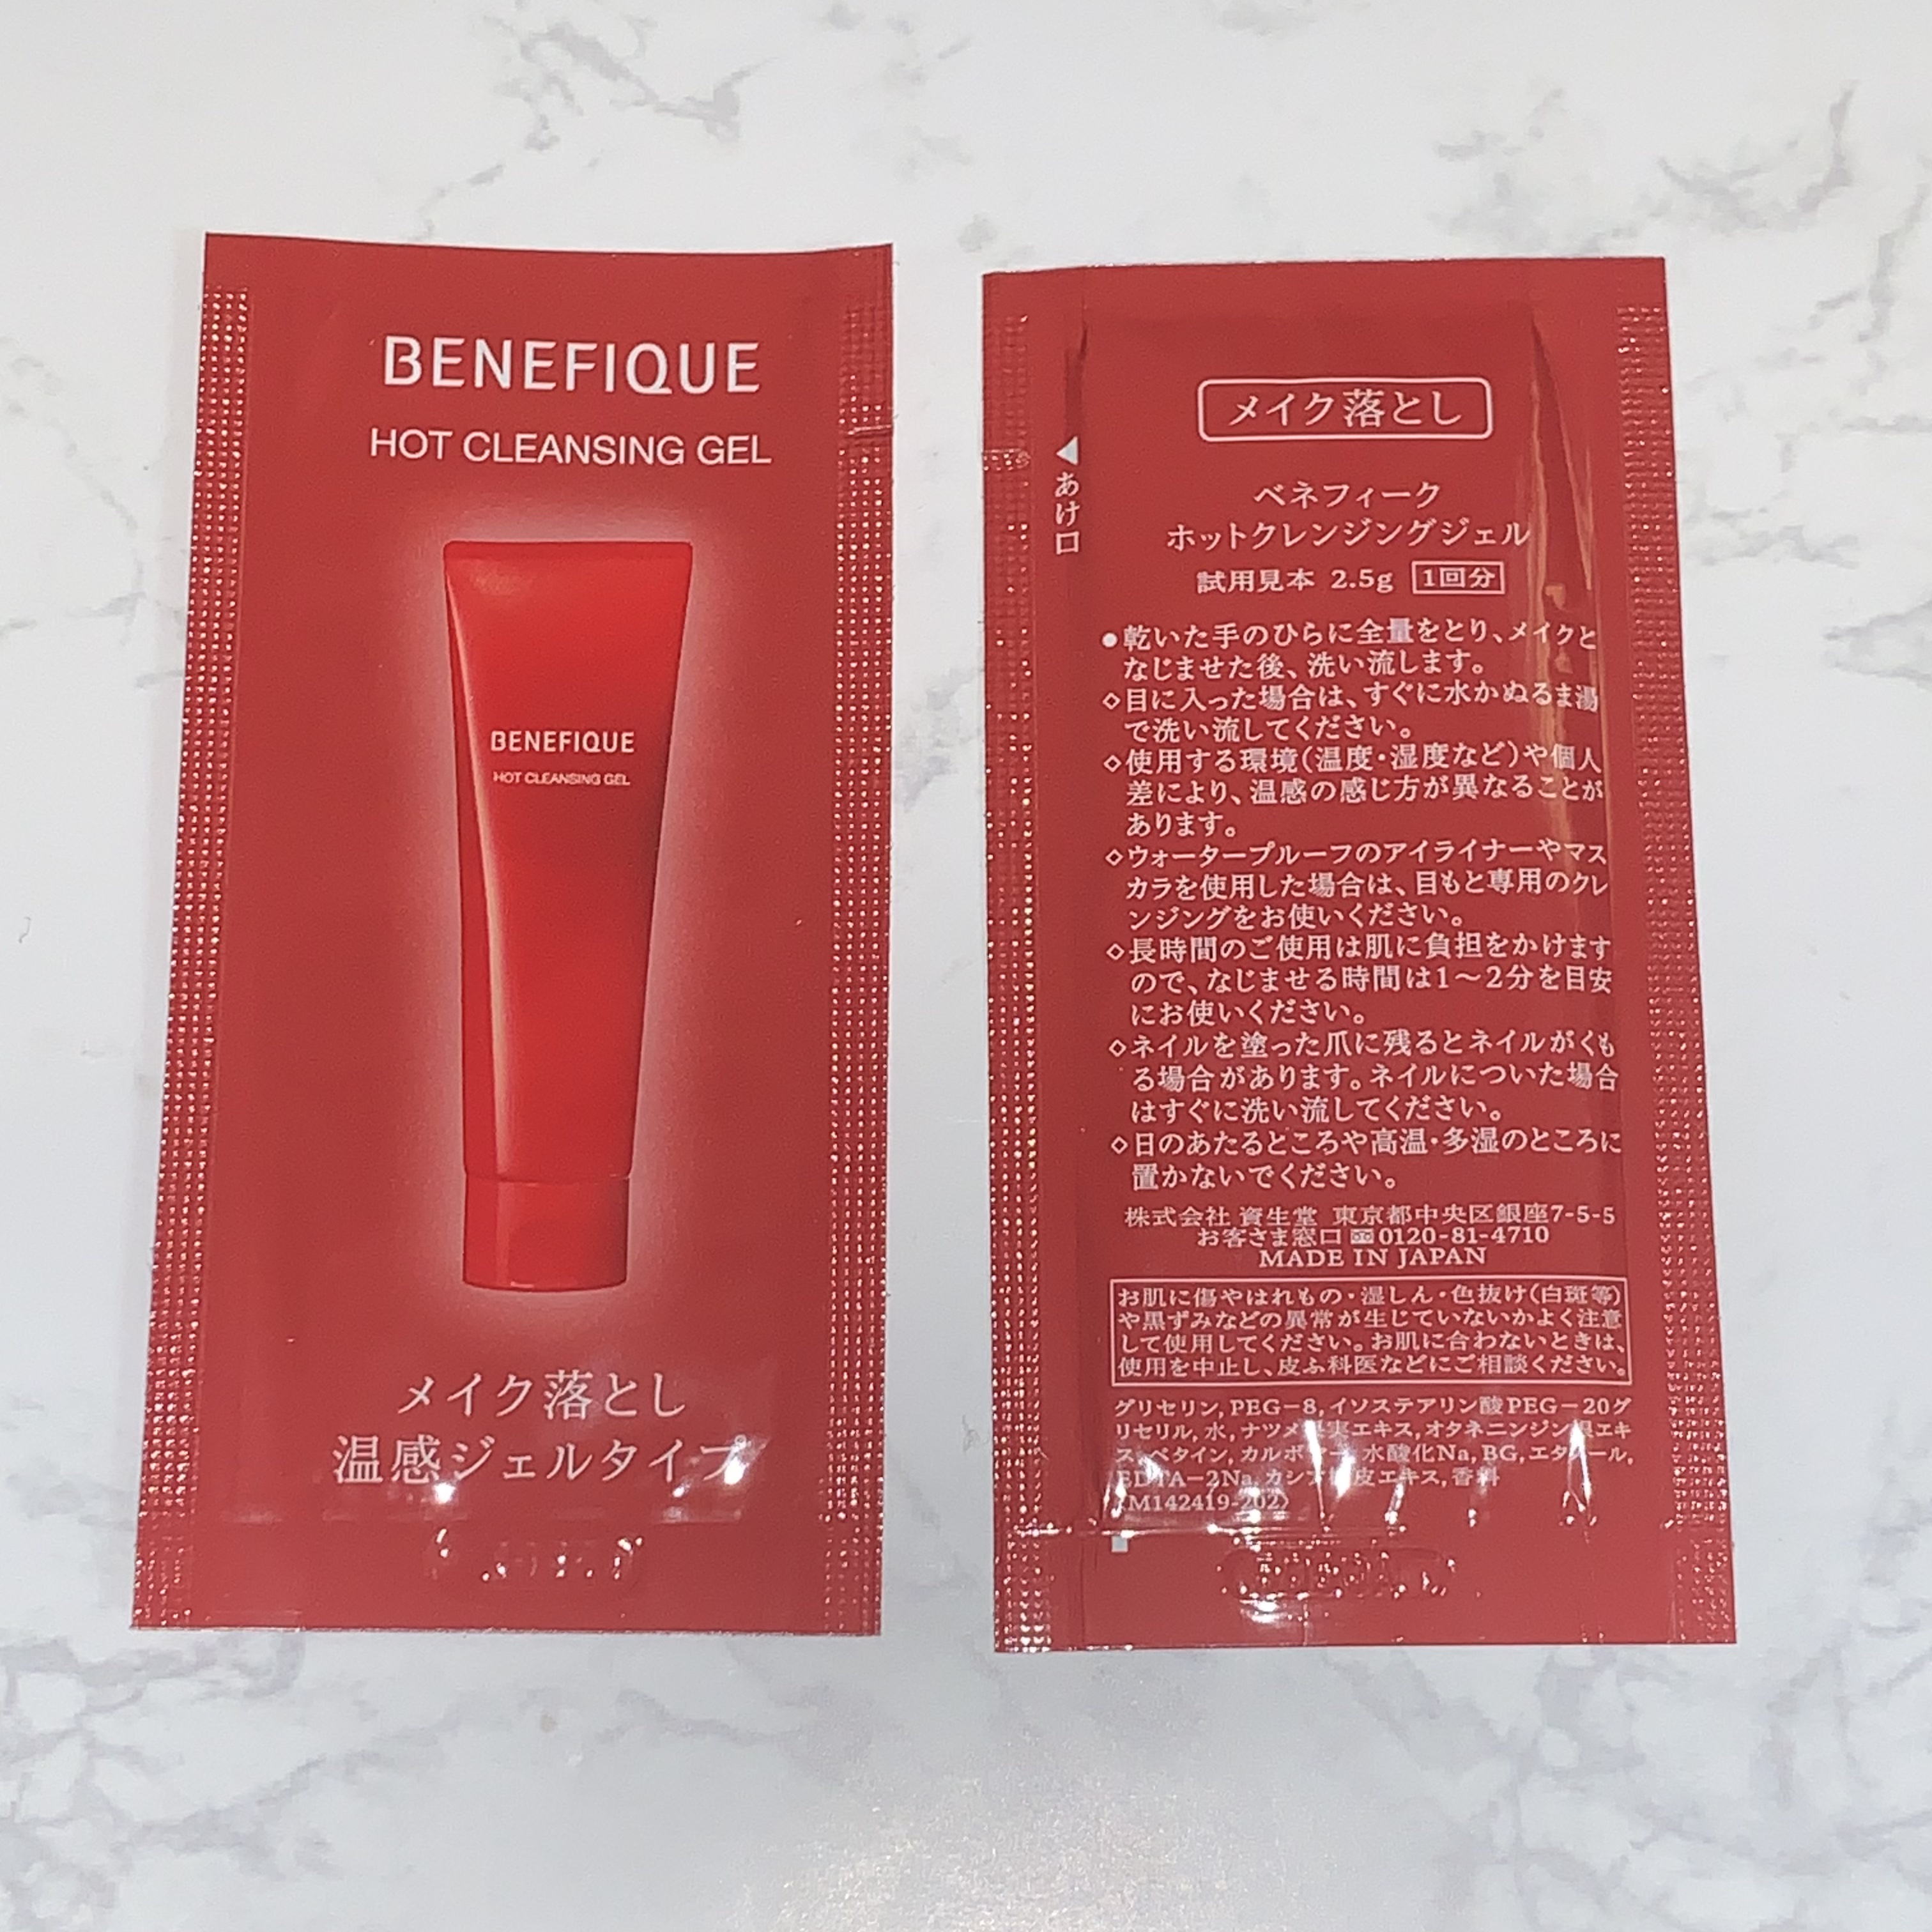 BENEFIQUE
HOT CLEANSING GEL
BENEFIQUE
HOT CLEANSING GEL
メイク落とし
温感ジェルタイプ
あけ口
メイク落とし
ベネフィーク
ホットクレンジングジェル
試用見本 2.5g 1回分
●乾いた手のひらに全量をとり、メイクと
なじませた後、洗い流します。
◇目に入った場合は、すぐに水かぬるま湯
で洗い流してください。
◇使用する環境(温度・湿度など)や個人
差により、温感の感じ方が異なることが
あります。
◇ウォータープルーフのアイライナーやマス
カラを使用した場合は、目もと専用のクレ
ンジングをお使いください。
◇長時間のご使用は肌に負担をかけます
ので、なじませる時間は1〜2分を目安
にお使いください。
◇ネイルを塗った爪に残るとネイルがくも
る場合があります。ネイルについた場合
はすぐに洗い流してください。
◇日のあたるところや高温・多湿のところに
置かないでください。
株式会社 資生堂 東京都中央区銀座7-5-5
お客さま窓口 0120-81-4710
MADE IN JAPAN
お肌に傷やはれもの・湿しん・色抜け(白斑等)
や黒ずみなどの異常が生じていないかよく注意
して使用してください。お肌に合わないときは、
使用を中止し、皮ふ科医などにご相談ください。
グリセリン, PEG−8, イソステアリン酸PEG−20グ
リセリル, 水, ナツメ果実エキス, オタネニンジン根エキ
ス, ベタイン, カルボマー, 水酸化Na, BG, エタノール,
EDTA−2Na, カシア樹皮エキス, 香料
〈M142419-202〉